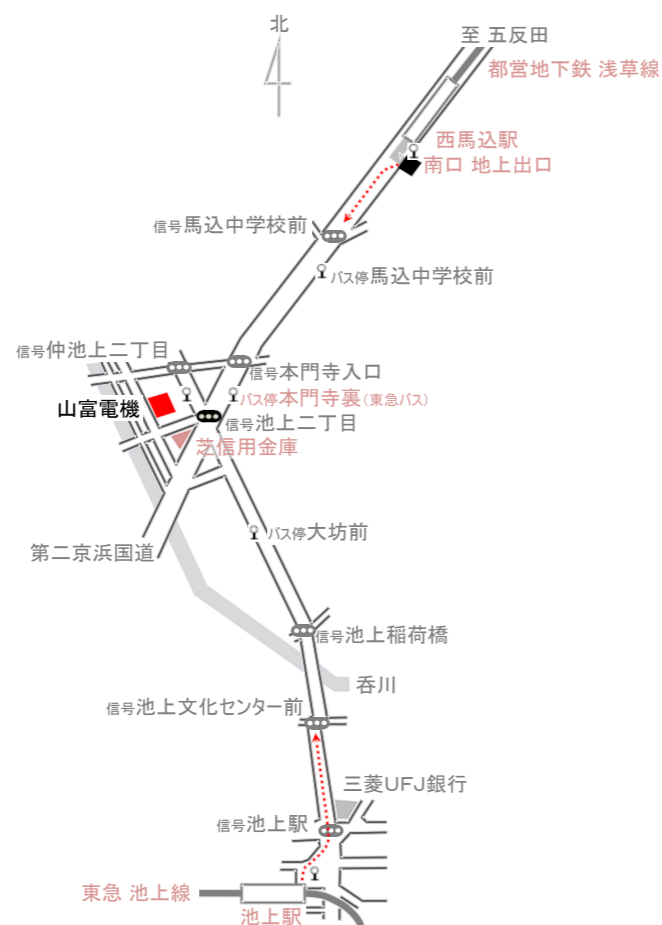 北
至 五反田
都営地下鉄 浅草線
西馬込駅
南口 地上出口
信号馬込中学校前
バス停馬込中学校前
信号仲池上二丁目
信号本門寺入口
バス停本門寺裏(東急バス)
山富電機
信号池上二丁目
芝信用金庫
バス停大坊前
第二京浜国道
信号池上稲荷橋
呑川
信号池上文化センター前
三菱UFJ銀行
信号池上駅
東急 池上線
池上駅